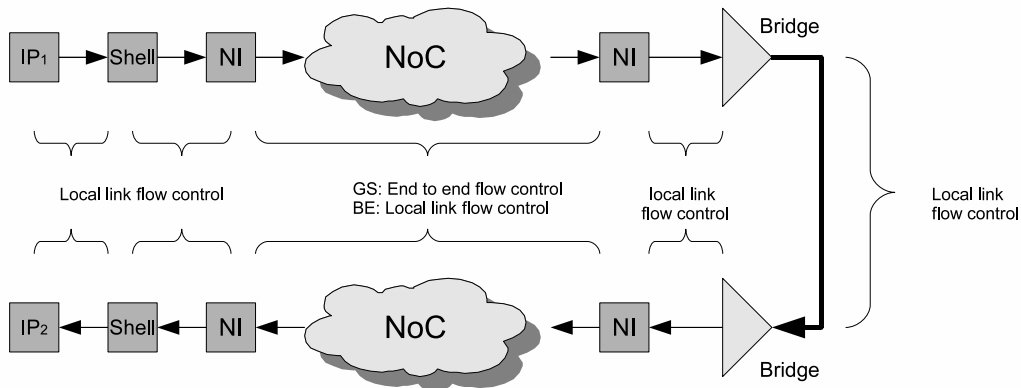 Bridge
IP1
Shell
NI
NoC
NI
Local link flow control
GS: End to end flow control
BE: Local link flow control
local link
flow control
Local link
flow control
IP2
Shell
NI
NoC
NI
Bridge